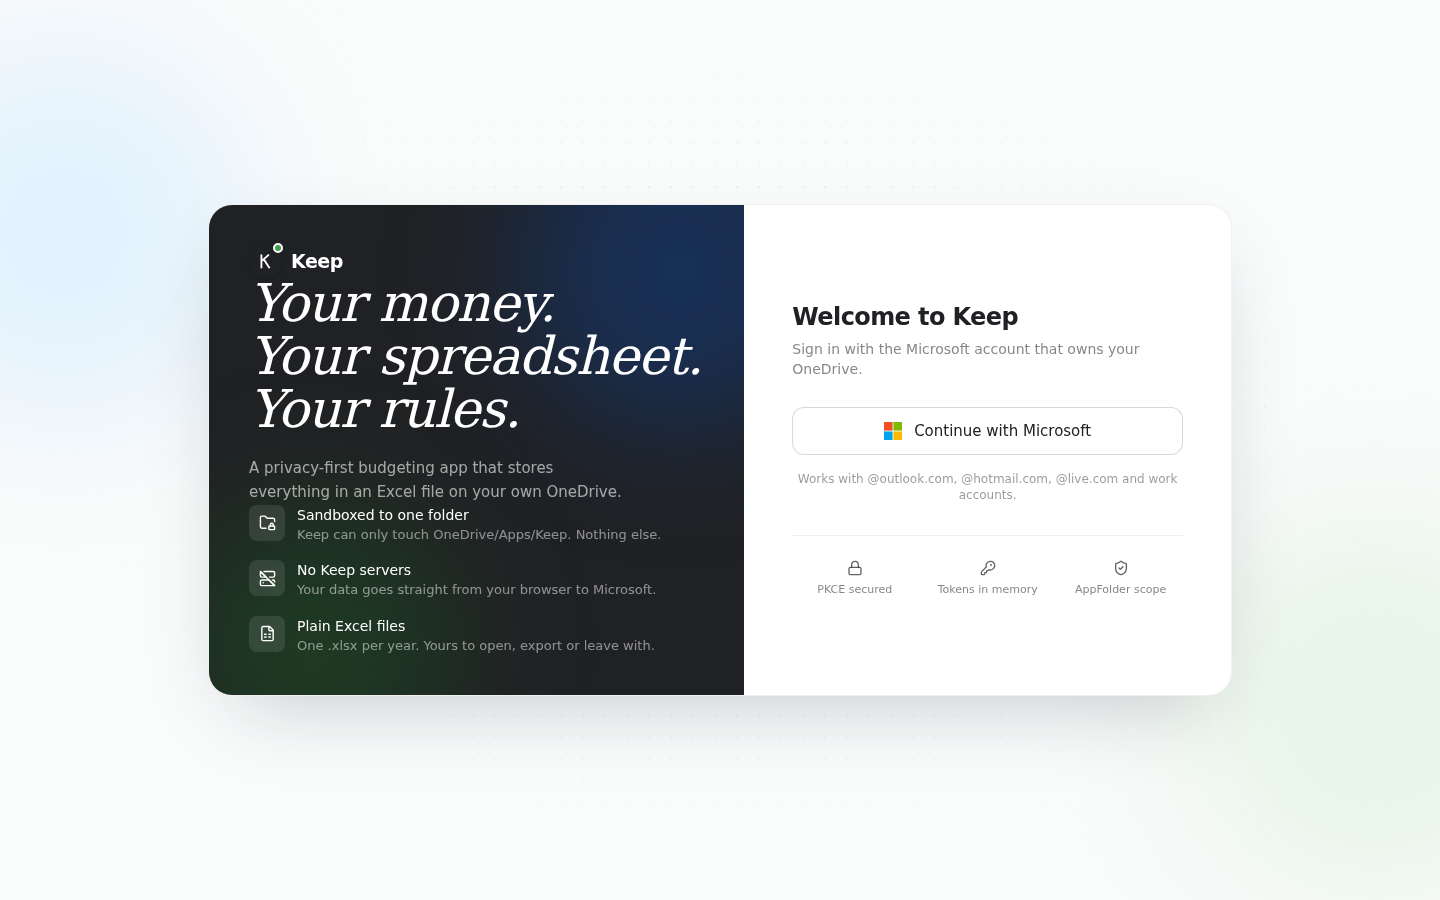 K Keep
Your money.
Your spreadsheet.
Your rules.
A privacy-first budgeting app that stores
everything in an Excel file on your own OneDrive.
Sandboxed to one folder
Keep can only touch OneDrive/Apps/Keep. Nothing else.
No Keep servers
Your data goes straight from your browser to Microsoft.
Plain Excel files
One .xlsx per year. Yours to open, export or leave with.
Welcome to Keep
Sign in with the Microsoft account that owns your
OneDrive.
Continue with Microsoft
Works with @outlook.com, @hotmail.com, @live.com and work
accounts.
PKCE secured
Tokens in memory
AppFolder scope